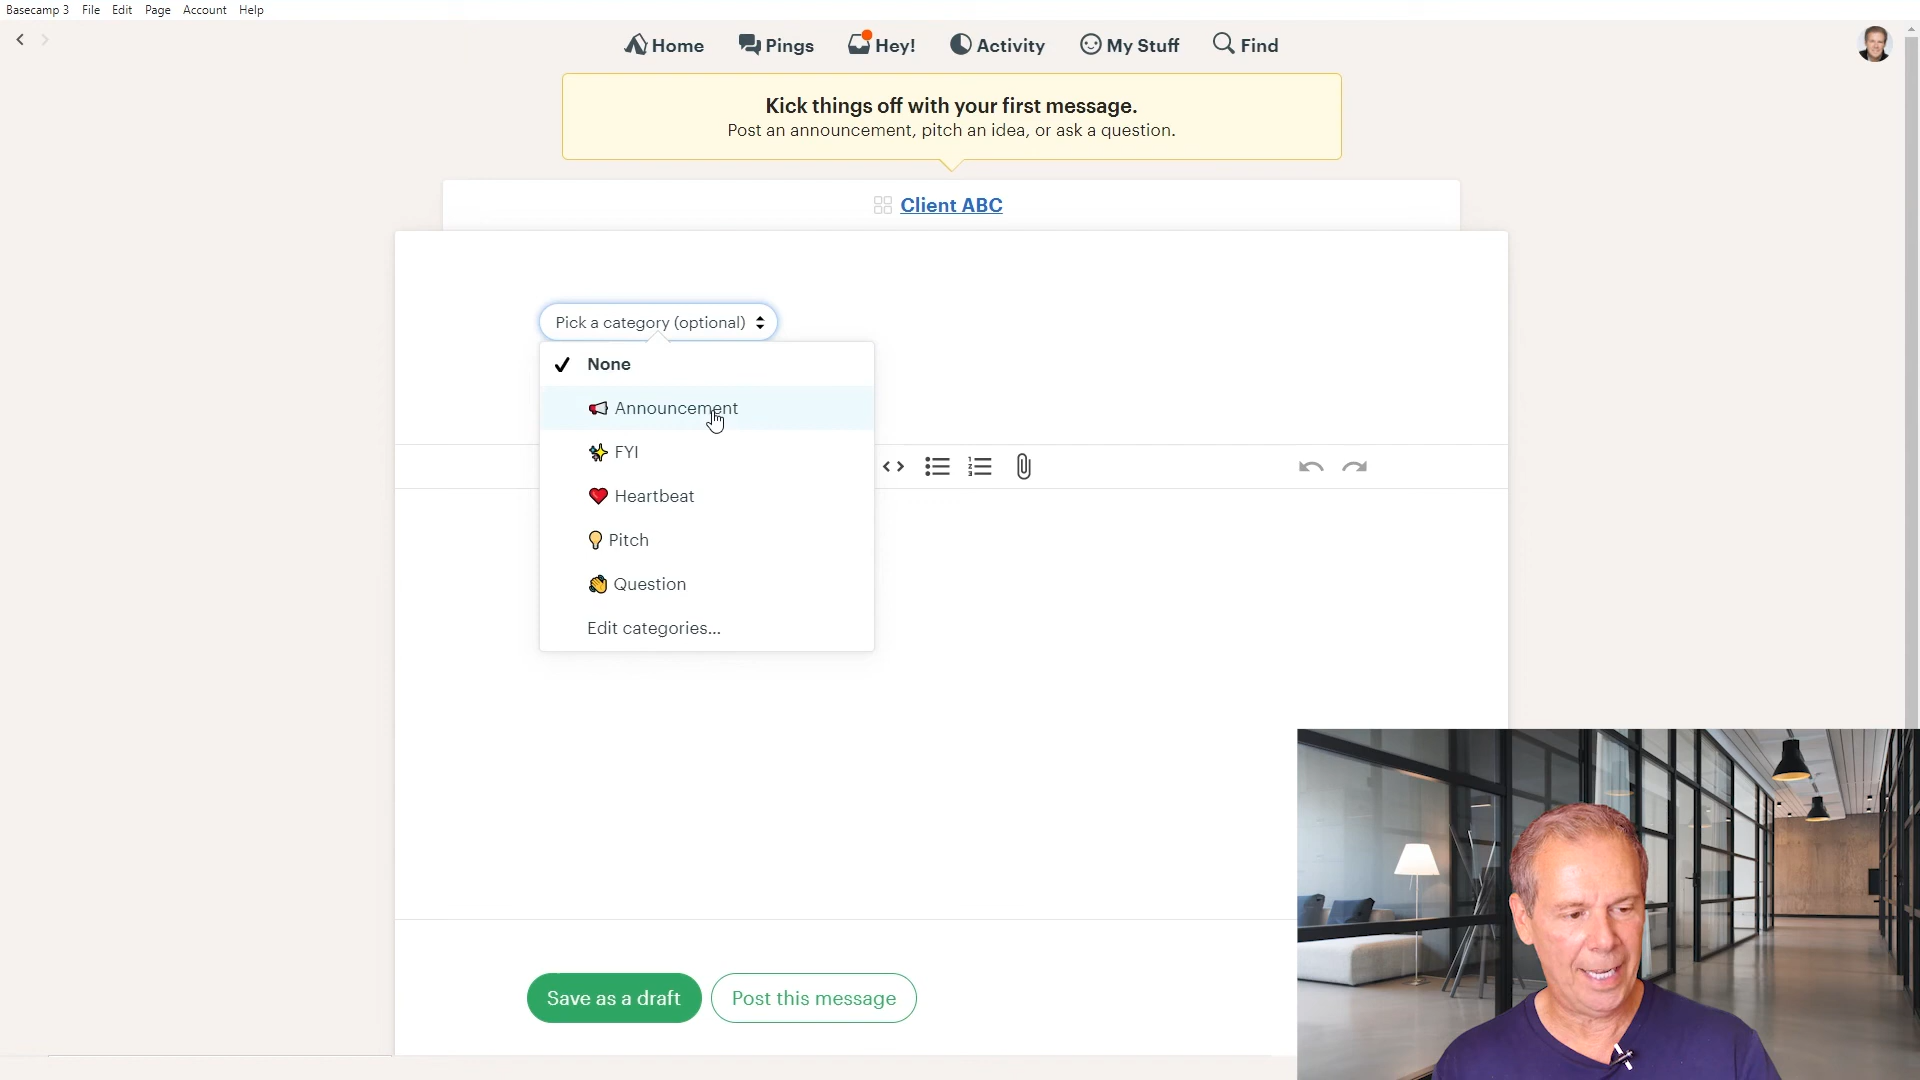 Basecamp 3 File Edit Page Account Help
Home Pings Hey! Activity My Stuff Find
Kick things off with your first message.
Post an announcement, pitch an idea, or ask a question.
Client ABC
Pick a category (optional)
None
Announcement
FYI
Heartbeat
Pitch
Question
Edit categories...
Save as a draft Post this message